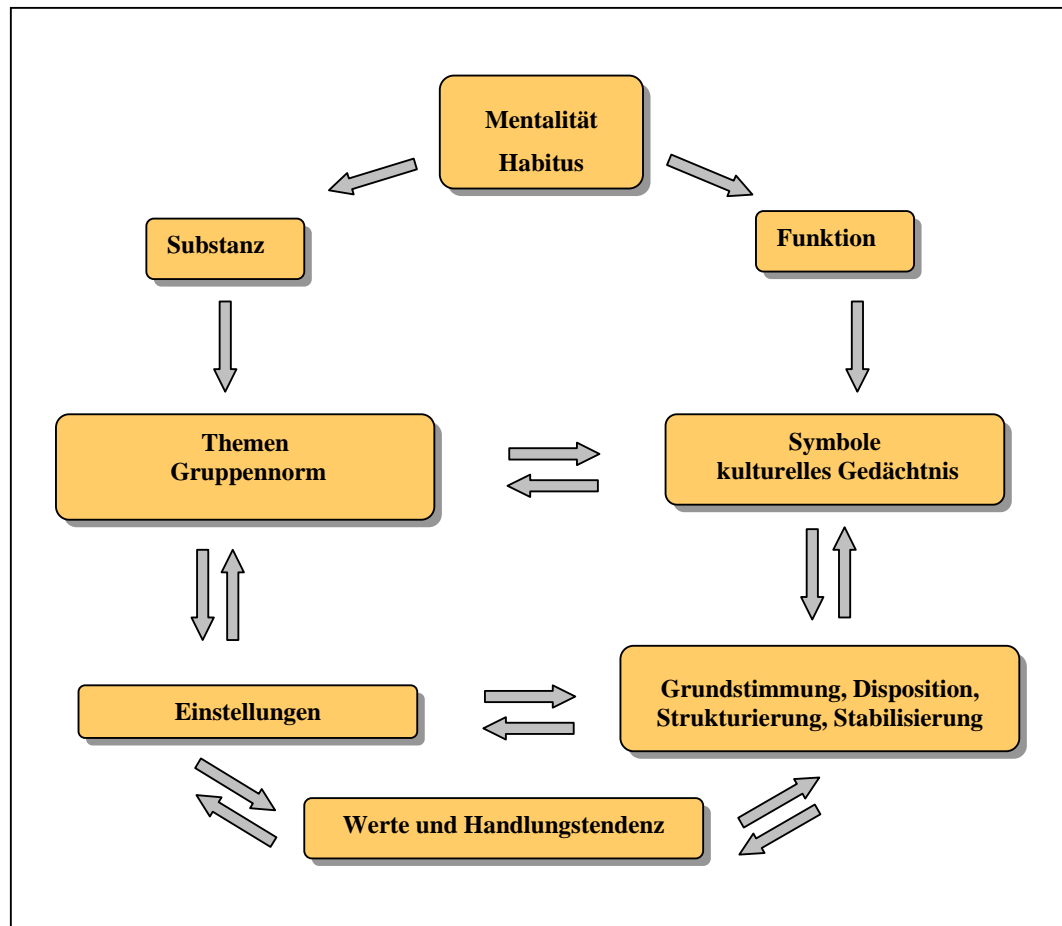 Mentalität
Habitus
Substanz
Funktion
Themen
Gruppennorm
Symbole
kulturelles Gedächtnis
Einstellungen
Grundstimmung, Disposition,
Strukturierung, Stabilisierung
Werte und Handlungstendenz